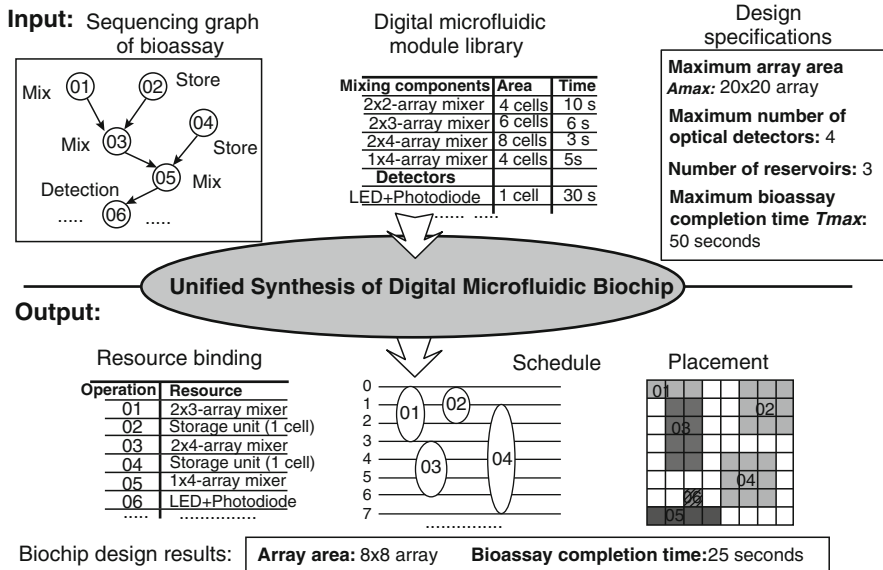 Input:
Sequencing graph
of bioassay
01
02
Mix
Store
03
04
Mix
Store
05
Mix
Detection
06
.....
.....
Digital microfluidic
module library
Mixing components Area Time
2x2-array mixer 4 cells 10 s
2x3-array mixer 6 cells 6 s
2x4-array mixer 8 cells 3 s
1x4-array mixer 4 cells 5s
Detectors
LED+Photodiode 1 cell 30 s
...... .....
Design
specifications
Maximum array area
Amax: 20x20 array
Maximum number of
optical detectors: 4
Number of reservoirs: 3
Maximum bioassay
completion time Tmax:
50 seconds
Unified Synthesis of Digital Microfluidic Biochip
Output:
Resource binding
Operation Resource
01 2x3-array mixer
02 Storage unit (1 cell)
03 2x4-array mixer
04 Storage unit (1 cell)
05 1x4-array mixer
06 LED+Photodiode
..... ................
Schedule
0
1
2
3
4
5
6
7
01
02
03
04
................
Placement
01
02
03
04
06
05
Biochip design results:
Array area: 8x8 array Bioassay completion time:25 seconds